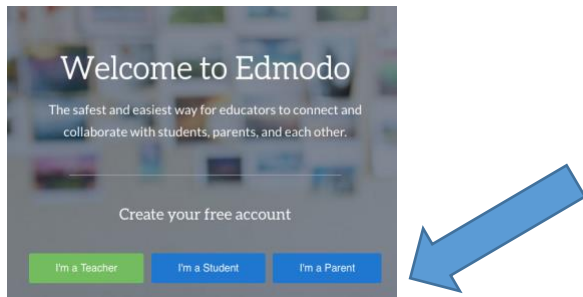 Welcome to Edmodo
The safest and easiest way for educators to connect and
collaborate with students, parents, and each other.
Create your free account
I'm a Teacher
I'm a Student
I'm a Parent